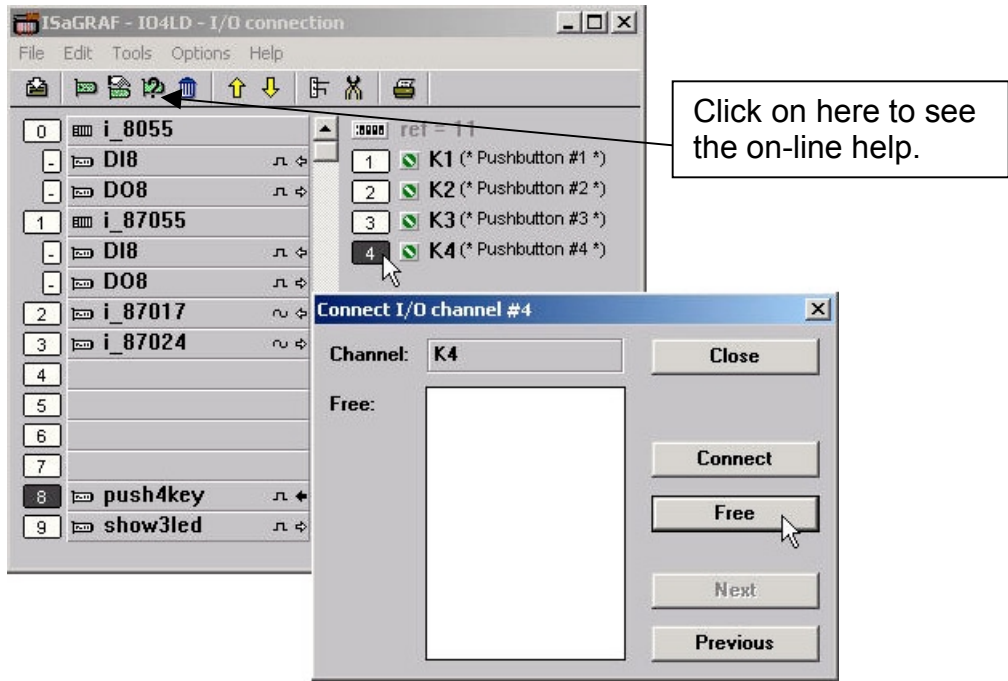 ISaGRAF - IO4LD - I/O connection
File Edit Tools Options Help
Click on here to see
the on-line help.
0 i_8055
- DI8
- DO8
1 i_87055
- DI8
- DO8
2 i_87017
3 i_87024
4
5
6
7
8 push4key
9 show3led
ref = 11
1 K1 (* Pushbutton #1 *)
2 K2 (* Pushbutton #2 *)
3 K3 (* Pushbutton #3 *)
4 K4 (* Pushbutton #4 *)
Connect I/O channel #4
Channel: K4
Close
Free:
Connect
Free
Next
Previous